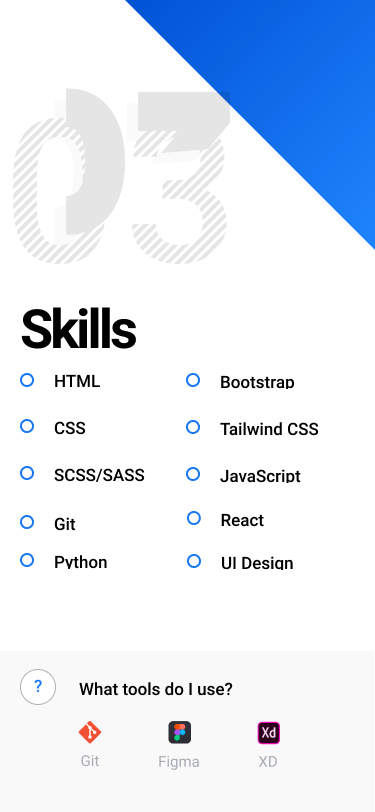 03
Skills
HTML
Bootstrap
CSS
Tailwind CSS
SCSS/SASS
JavaScript
Git
React
Python
UI Design
?
What tools do I use?
Xd
Git
Figma
XD